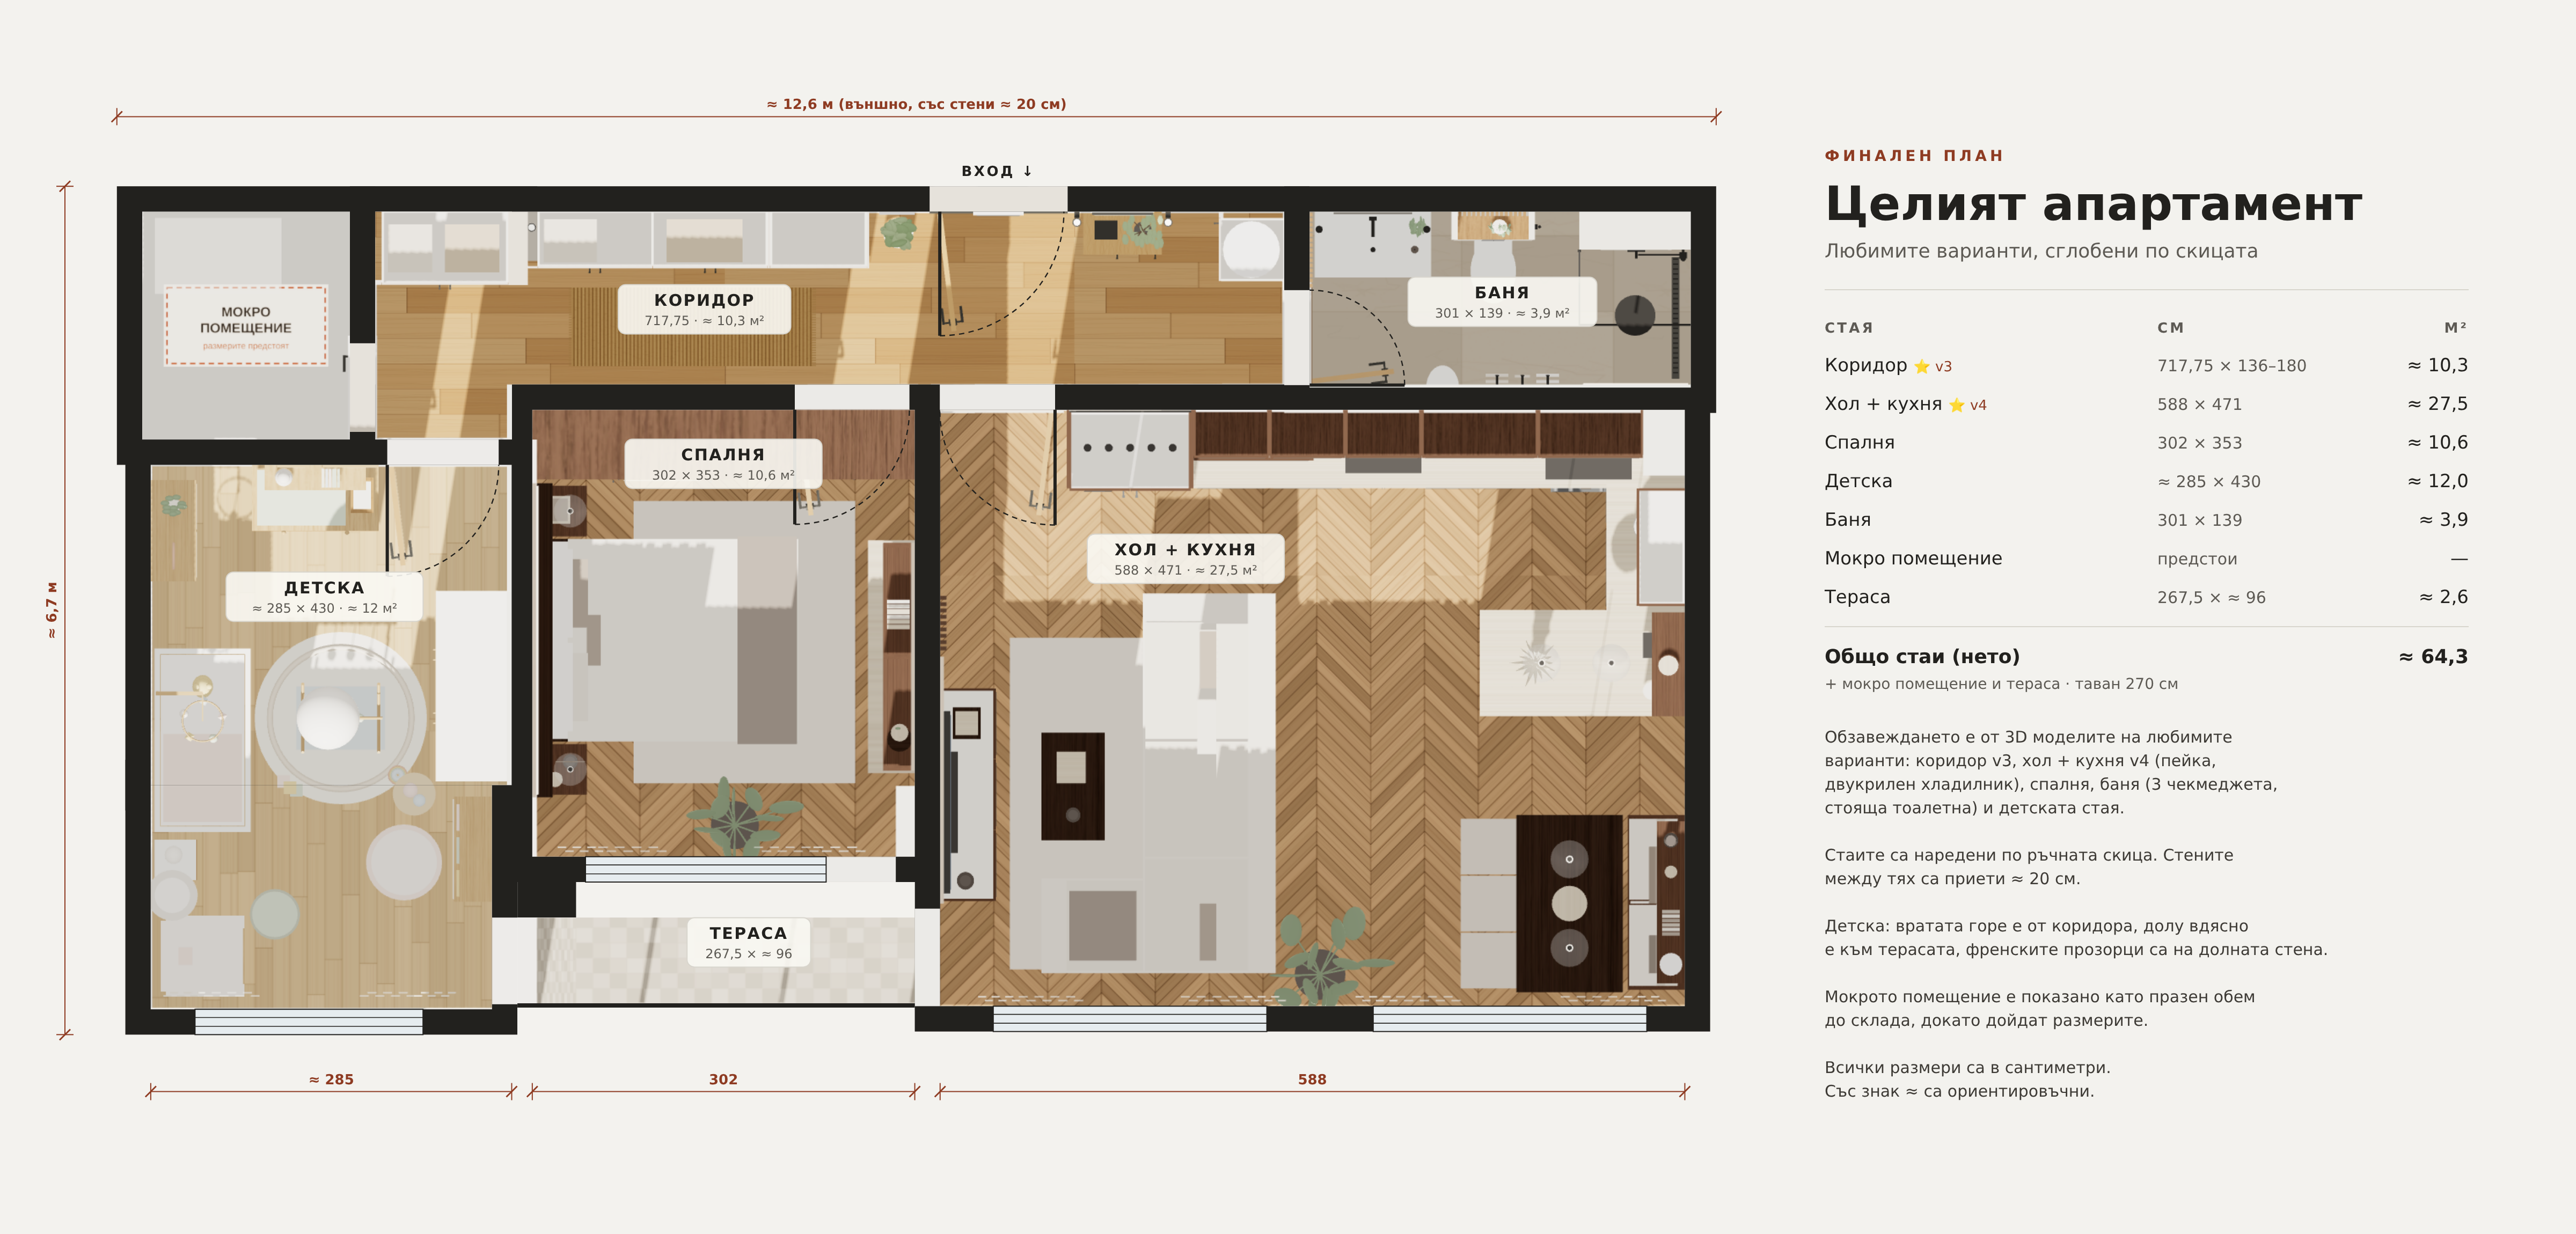 ≈ 12,6 м (външно, със стени ≈ 20 см)
ВХОД ↓
≈ 6,7 м
МОКРО
ПОМЕЩЕНИЕ
размерите предстоят
КОРИДОР
717,75 · ≈ 10,3 м²
БАНЯ
301 × 139 · ≈ 3,9 м²
СПАЛНЯ
302 × 353 · ≈ 10,6 м²
ХОЛ + КУХНЯ
588 × 471 · ≈ 27,5 м²
ДЕТСКА
≈ 285 × 430 · ≈ 12 м²
ТЕРАСА
267,5 × ≈ 96
≈ 285
302
588
ФИНАЛЕН ПЛАН
Целият апартамент
Любимите варианти, сглобени по скицата
СТАЯ СМ М²
Коридор ⭐ v3 717,75 × 136–180 ≈ 10,3
Хол + кухня ⭐ v4 588 × 471 ≈ 27,5
Спалня 302 × 353 ≈ 10,6
Детска ≈ 285 × 430 ≈ 12,0
Баня 301 × 139 ≈ 3,9
Мокро помещение предстои —
Тераса 267,5 × ≈ 96 ≈ 2,6
Общо стаи (нето) ≈ 64,3
+ мокро помещение и тераса · таван 270 см
Обзавеждането е от 3D моделите на любимите
варианти: коридор v3, хол + кухня v4 (пейка,
двукрилен хладилник), спалня, баня (3 чекмеджета,
стояща тоалетна) и детската стая.
Стаите са наредени по ръчната скица. Стените
между тях са приети ≈ 20 см.
Детска: вратата горе е от коридора, долу вдясно
е към терасата, френските прозорци са на долната стена.
Мокрото помещение е показано като празен обем
до склада, докато дойдат размерите.
Всички размери са в сантиметри.
Със знак ≈ са ориентировъчни.